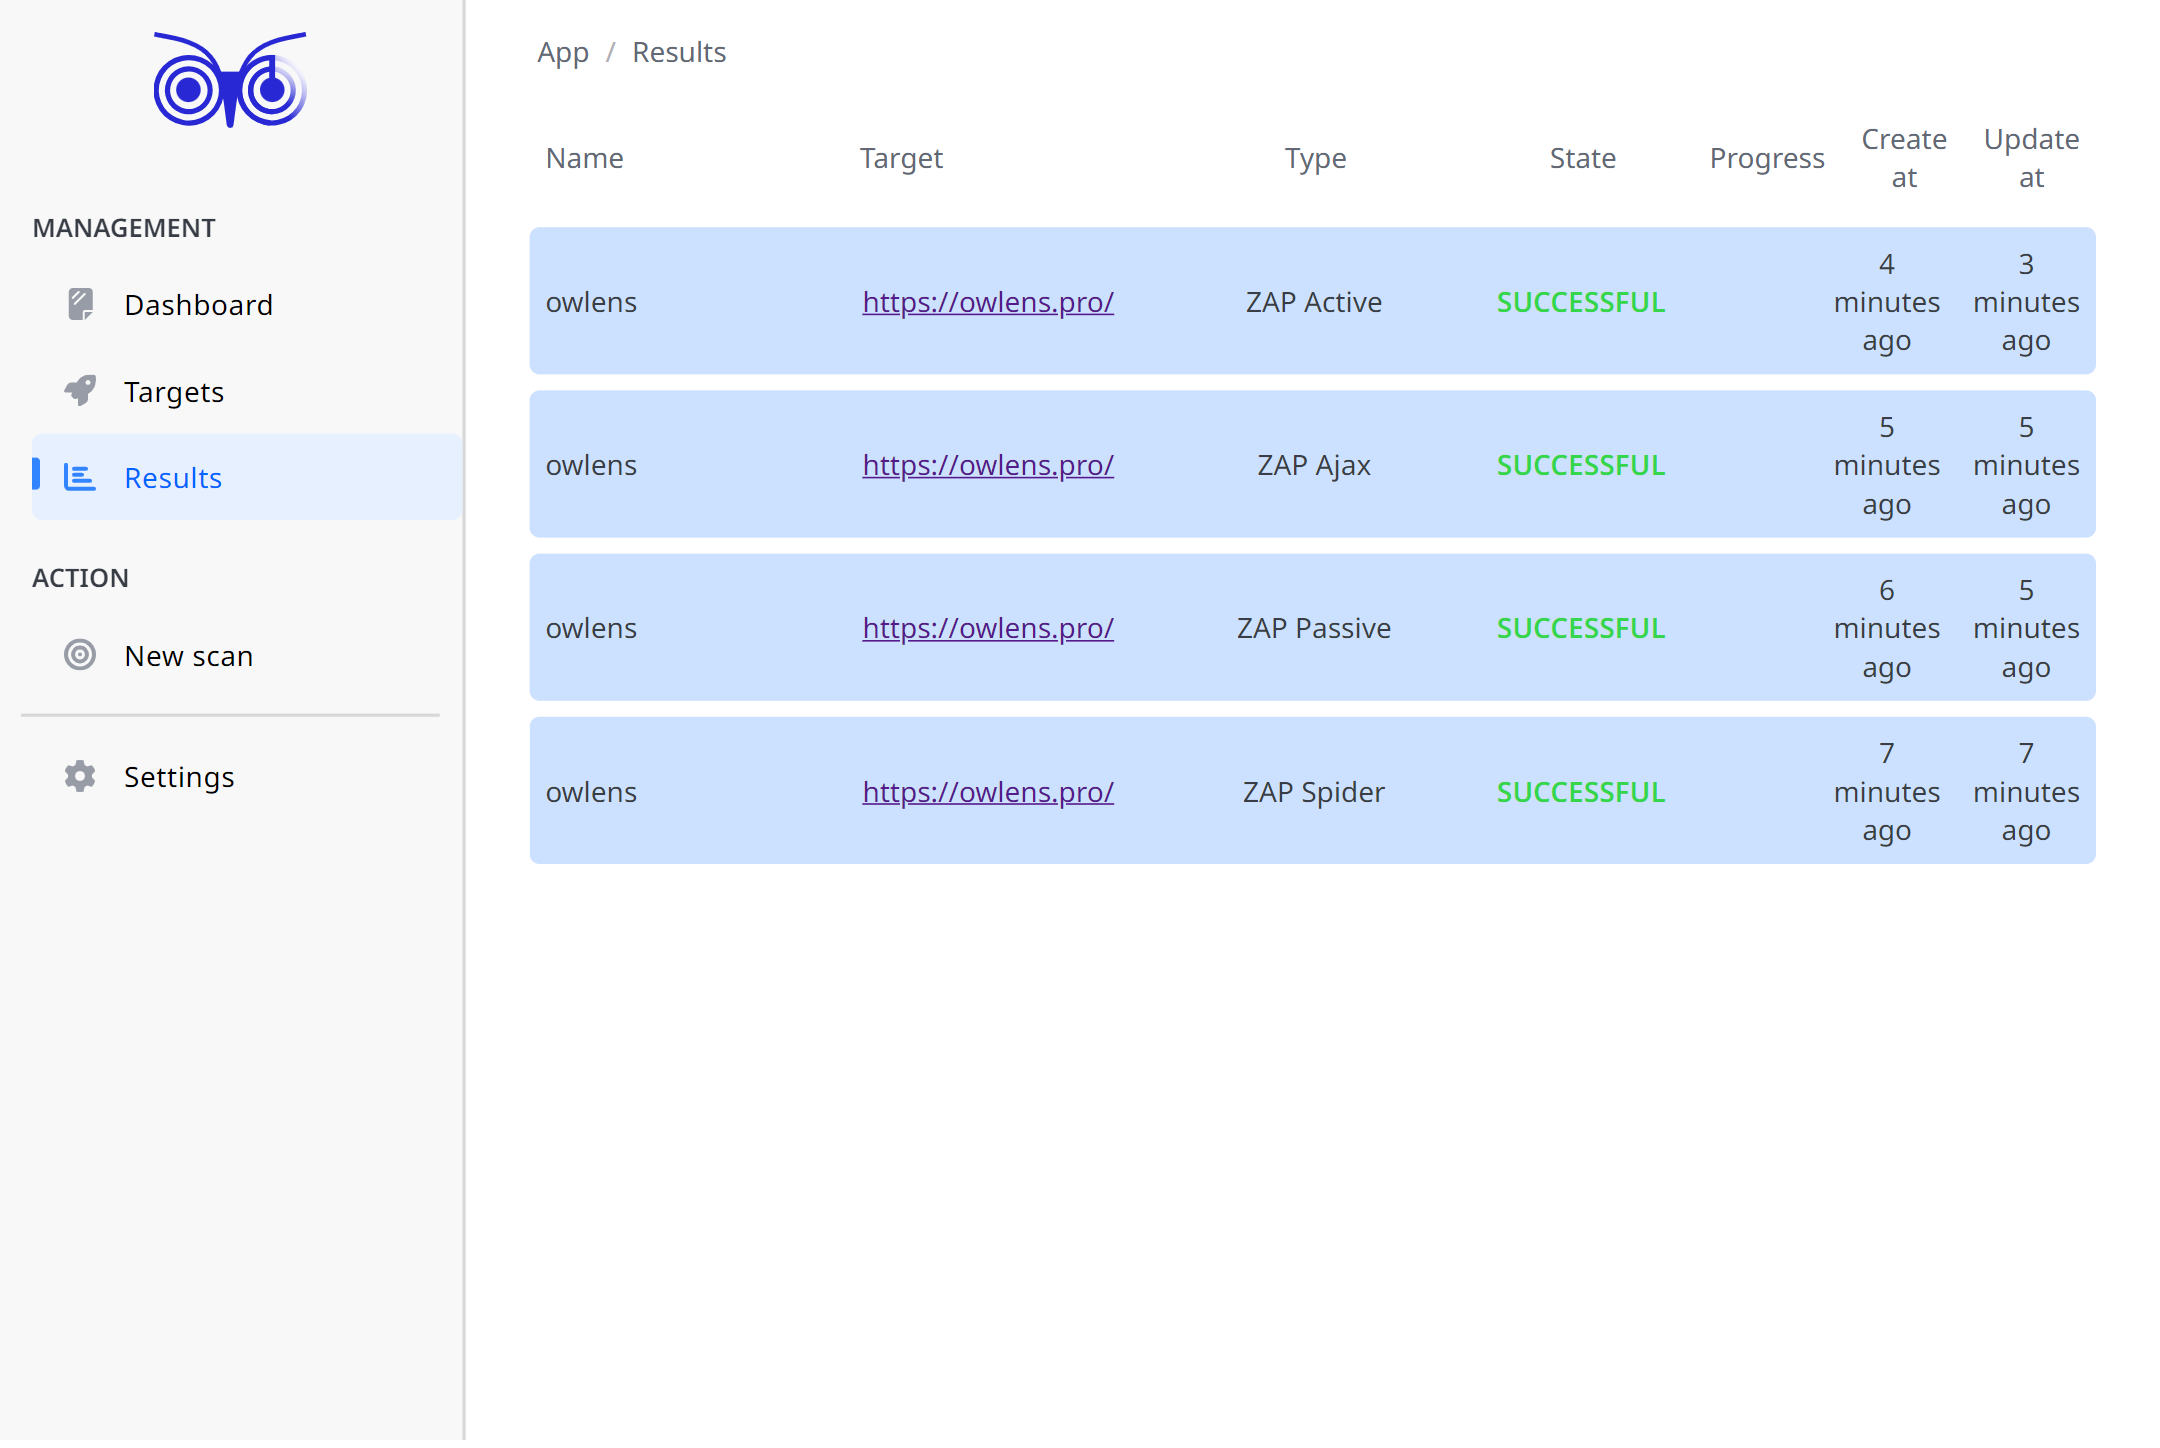 App / Results
MANAGEMENT
Dashboard
Targets
Results
ACTION
New scan
Settings
Name Target Type State Progress Create at Update at
owlens https://owlens.pro/ ZAP Active SUCCESSFUL 4 minutes ago 3 minutes ago
owlens https://owlens.pro/ ZAP Ajax SUCCESSFUL 5 minutes ago 5 minutes ago
owlens https://owlens.pro/ ZAP Passive SUCCESSFUL 6 minutes ago 5 minutes ago
owlens https://owlens.pro/ ZAP Spider SUCCESSFUL 7 minutes ago 7 minutes ago